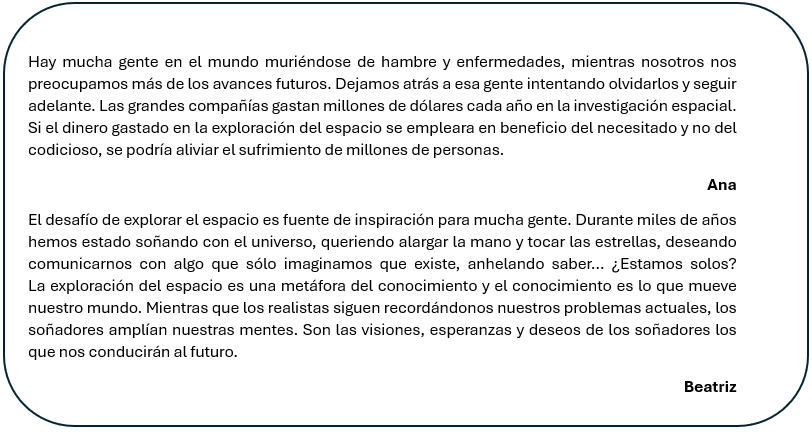 Hay mucha gente en el mundo muriéndose de hambre y enfermedades, mientras nosotros nos
preocupamos más de los avances futuros. Dejamos atrás a esa gente intentando olvidarlos y seguir
adelante. Las grandes compañías gastan millones de dólares cada año en la investigación espacial.
Si el dinero gastado en la exploración del espacio se empleara en beneficio del necesitado y no del
codicioso, se podría aliviar el sufrimiento de millones de personas.
Ana
El desafío de explorar el espacio es fuente de inspiración para mucha gente. Durante miles de años
hemos estado soñando con el universo, queriendo alargar la mano y tocar las estrellas, deseando
comunicarnos con algo que sólo imaginamos que existe, anhelando saber... ¿Estamos solos?
La exploración del espacio es una metáfora del conocimiento y el conocimiento es lo que mueve
nuestro mundo. Mientras que los realistas siguen recordándonos nuestros problemas actuales, los
soñadores amplían nuestras mentes. Son las visiones, esperanzas y deseos de los soñadores los
que nos conducirán al futuro.
Beatriz